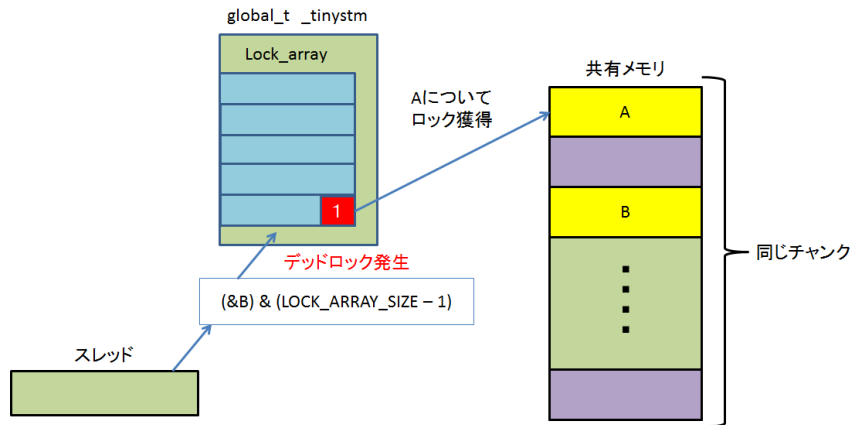 global_t _tinystm
Lock_array
1
デッドロック発生
(&B) & (LOCK_ARRAY_SIZE – 1)
スレッド
Aについて
ロック獲得
共有メモリ
A
B
同じチャンク